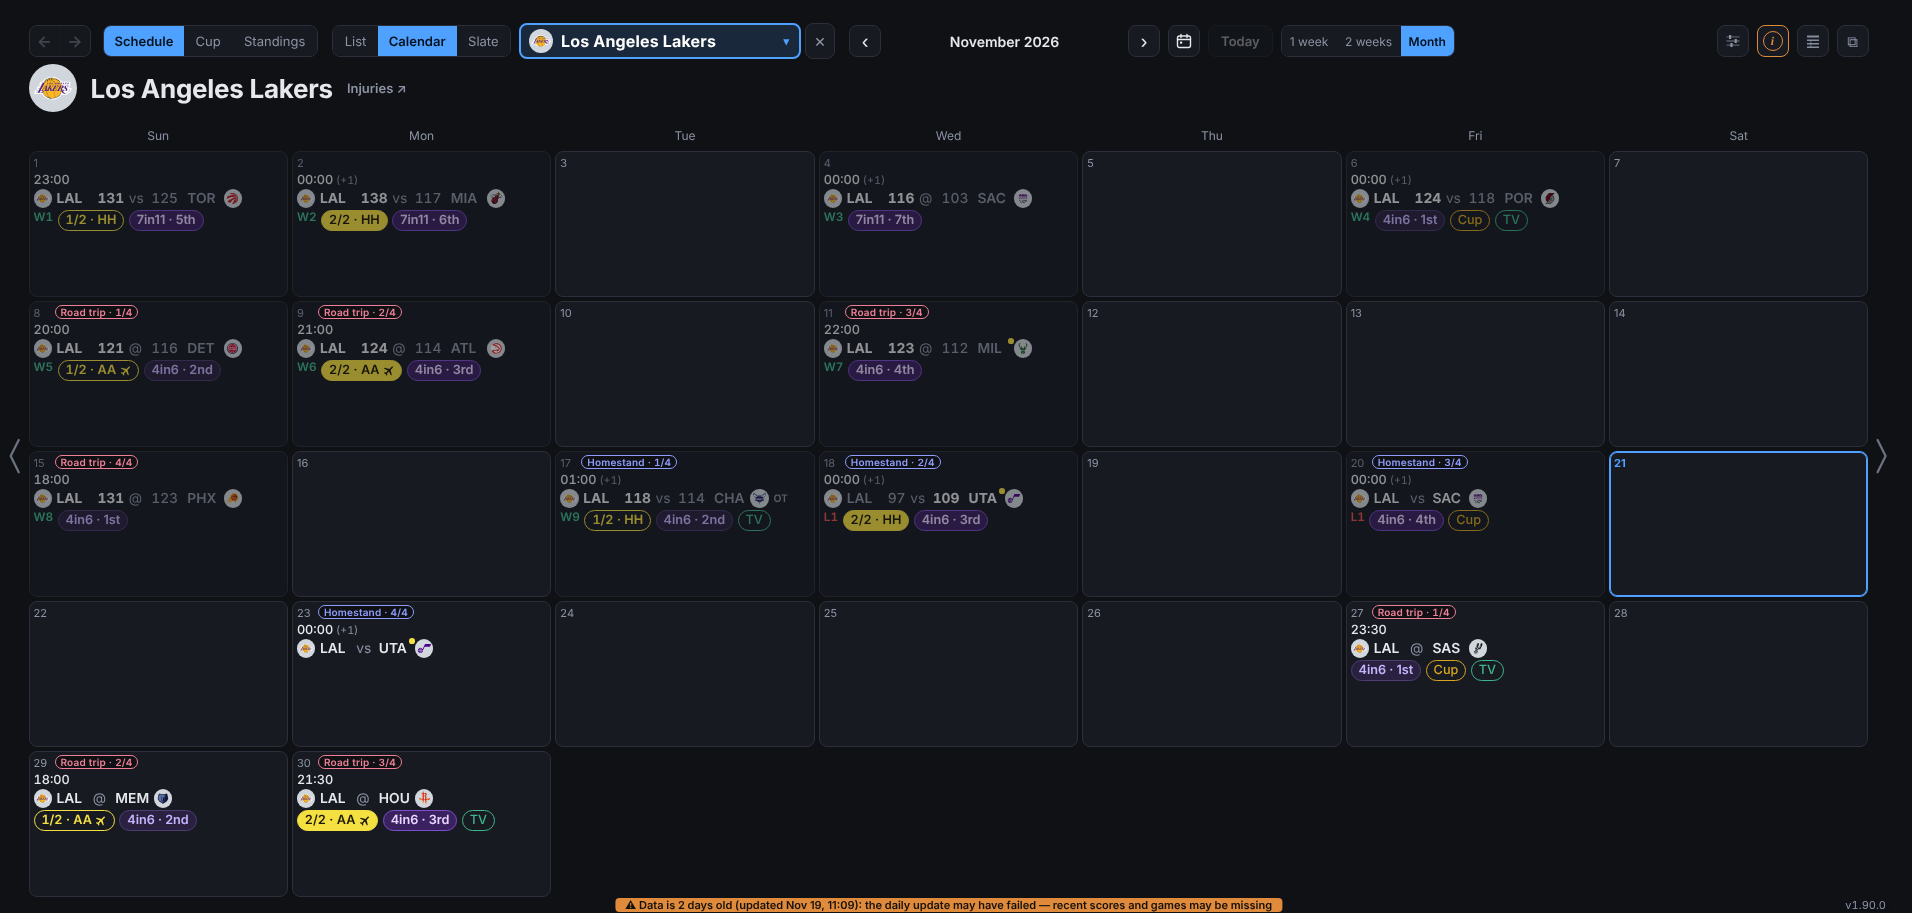 ← → Schedule Cup Standings List Calendar Slate Los Angeles Lakers ▾ × ‹ November 2026 › Today 1 week 2 weeks Month i
LAKERS Los Angeles Lakers Injuries ↗
Sun Mon Tue Wed Thu Fri Sat
1
23:00
LAL 131 vs 125 TOR
W1 1/2 · HH 7in11 · 5th
2
00:00 (+1)
LAL 138 vs 117 MIA
W2 2/2 · HH 7in11 · 6th
3
4
00:00 (+1)
LAL 116 @ 103 SAC
W3 7in11 · 7th
5
6
00:00 (+1)
LAL 124 vs 118 POR
W4 4in6 · 1st Cup TV
7
8 Road trip · 1/4
20:00
LAL 121 @ 116 DET
W5 1/2 · AA 4in6 · 2nd
9 Road trip · 2/4
21:00
LAL 124 @ 114 ATL
W6 2/2 · AA 4in6 · 3rd
10
11 Road trip · 3/4
22:00
LAL 123 @ 112 MIL
W7 4in6 · 4th
12
13
14
15 Road trip · 4/4
18:00
LAL 131 @ 123 PHX
W8 4in6 · 1st
16
17 Homestand · 1/4
01:00 (+1)
LAL 118 vs 114 CHA OT
W9 1/2 · HH 4in6 · 2nd TV
18 Homestand · 2/4
00:00 (+1)
LAL 97 vs 109 UTA
L1 2/2 · HH 4in6 · 3rd
19
20 Homestand · 3/4
00:00 (+1)
LAL vs SAC
L1 4in6 · 4th Cup
21
22
23 Homestand · 4/4
00:00 (+1)
LAL vs UTA
24
25
26
27 Road trip · 1/4
23:30
LAL @ SAS
4in6 · 1st Cup TV
28
29 Road trip · 2/4
18:00
LAL @ MEM
1/2 · AA 4in6 · 2nd
30 Road trip · 3/4
21:30
LAL @ HOU
2/2 · AA 4in6 · 3rd TV
⚠ Data is 2 days old (updated Nov 19, 11:09): the daily update may have failed — recent scores and games may be missing
v1.90.0